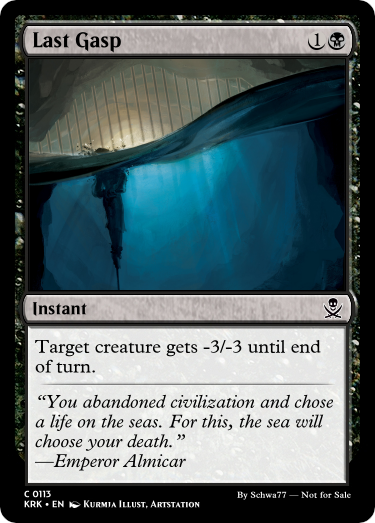 Last Gasp 1
Instant
Target creature gets -3/-3 until end
of turn.
“You abandoned civilization and chose
a life on the seas. For this, the sea will
choose your death.”
—Emperor Almicar
C 0113
KRK • EN Kurmia Illust, Artstation
By Schwa77 — Not for Sale